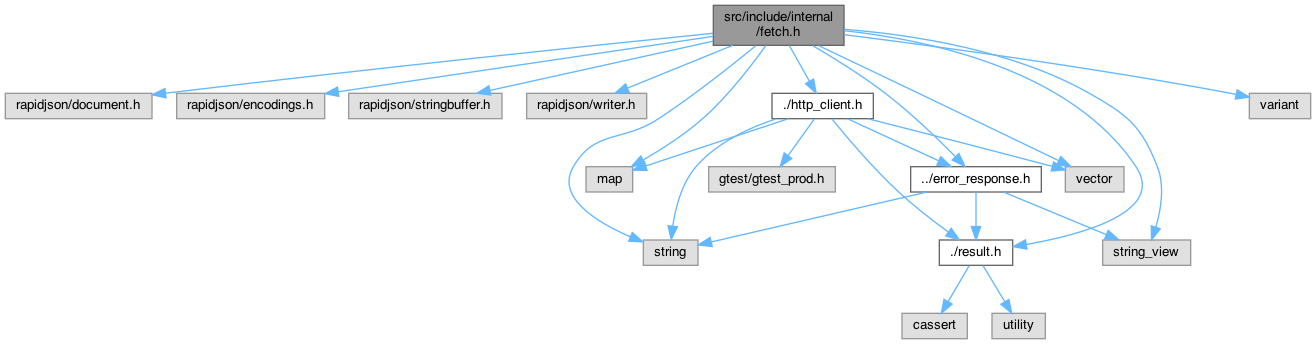 src/include/internal
/fetch.h
rapidjson/document.h
rapidjson/encodings.h
rapidjson/stringbuffer.h
rapidjson/writer.h
./http_client.h
variant
map
gtest/gtest_prod.h
../error_response.h
vector
string
./result.h
string_view
cassert
utility